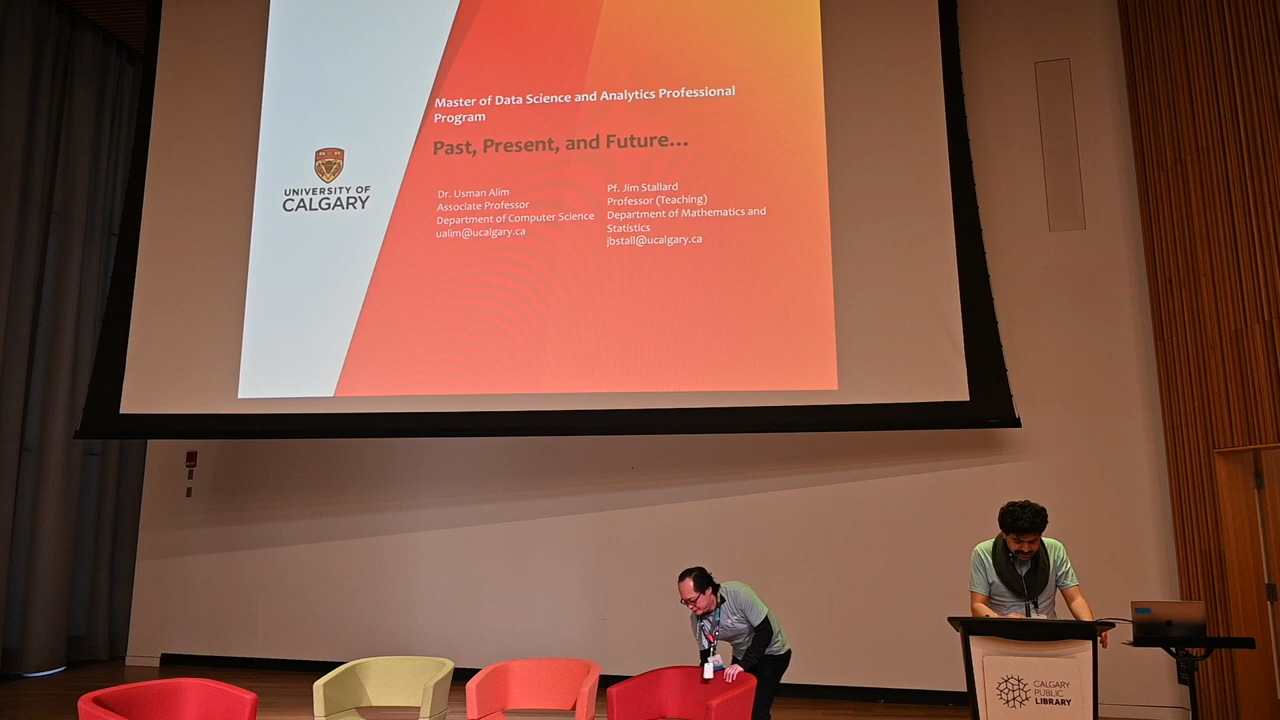 Master of Data Science and Analytics Professional
Program
Past, Present, and Future...
UNIVERSITY OF
CALGARY
Dr. Usman Alim
Associate Professor
Department of Computer Science
ualim@ucalgary.ca
Pf. Jim Stallard
Professor (Teaching)
Department of Mathematics and
Statistics
jbstall@ucalgary.ca
CALGARY
PUBLIC
LIBRARY